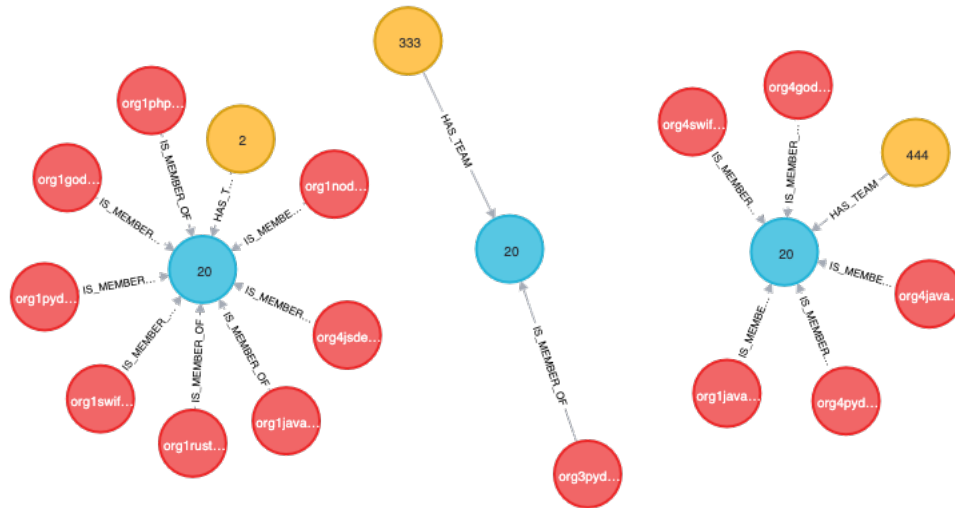 org1php...
IS_MEMBER_OF
2
HAS_T...
org1god...
IS_MEMBER...
org1nod...
IS_MEMBE...
20
org1pyd...
IS_MEMBER...
org4jsde...
IS_MEMBER...
org1swif...
IS_MEMBER...
org1rust...
IS_MEMBER_OF
org1java...
IS_MEMBER_OF
333
HAS_TEAM
20
IS_MEMBER_OF
org3pyd...
org4swif...
IS_MEMBER...
org4god...
IS_MEMBER...
444
HAS_TEAM
20
org4java...
IS_MEMBE...
org1java...
IS_MEMBE...
org4pyd...
IS_MEMBER...